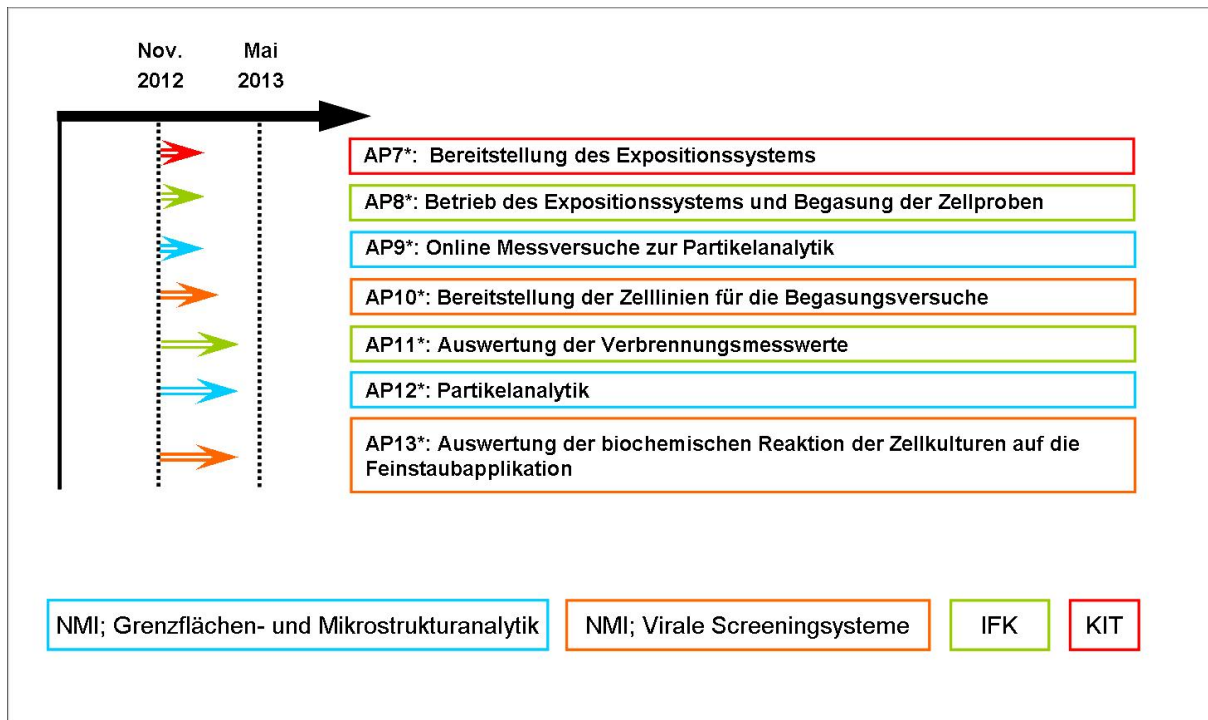 Nov. Mai
2012 2013
AP7*: Bereitstellung des Expositionssystems
AP8*: Betrieb des Expositionssystems und Begasung der Zellproben
AP9*: Online Messversuche zur Partikelanalytik
AP10*: Bereitstellung der Zelllinien für die Begasungsversuche
AP11*: Auswertung der Verbrennungsmesswerte
AP12*: Partikelanalytik
AP13*: Auswertung der biochemischen Reaktion der Zellkulturen auf die
Feinstaubapplikation
NMI; Grenzflächen- und Mikrostrukturanalytik NMI; Virale Screeningsysteme IFK KIT